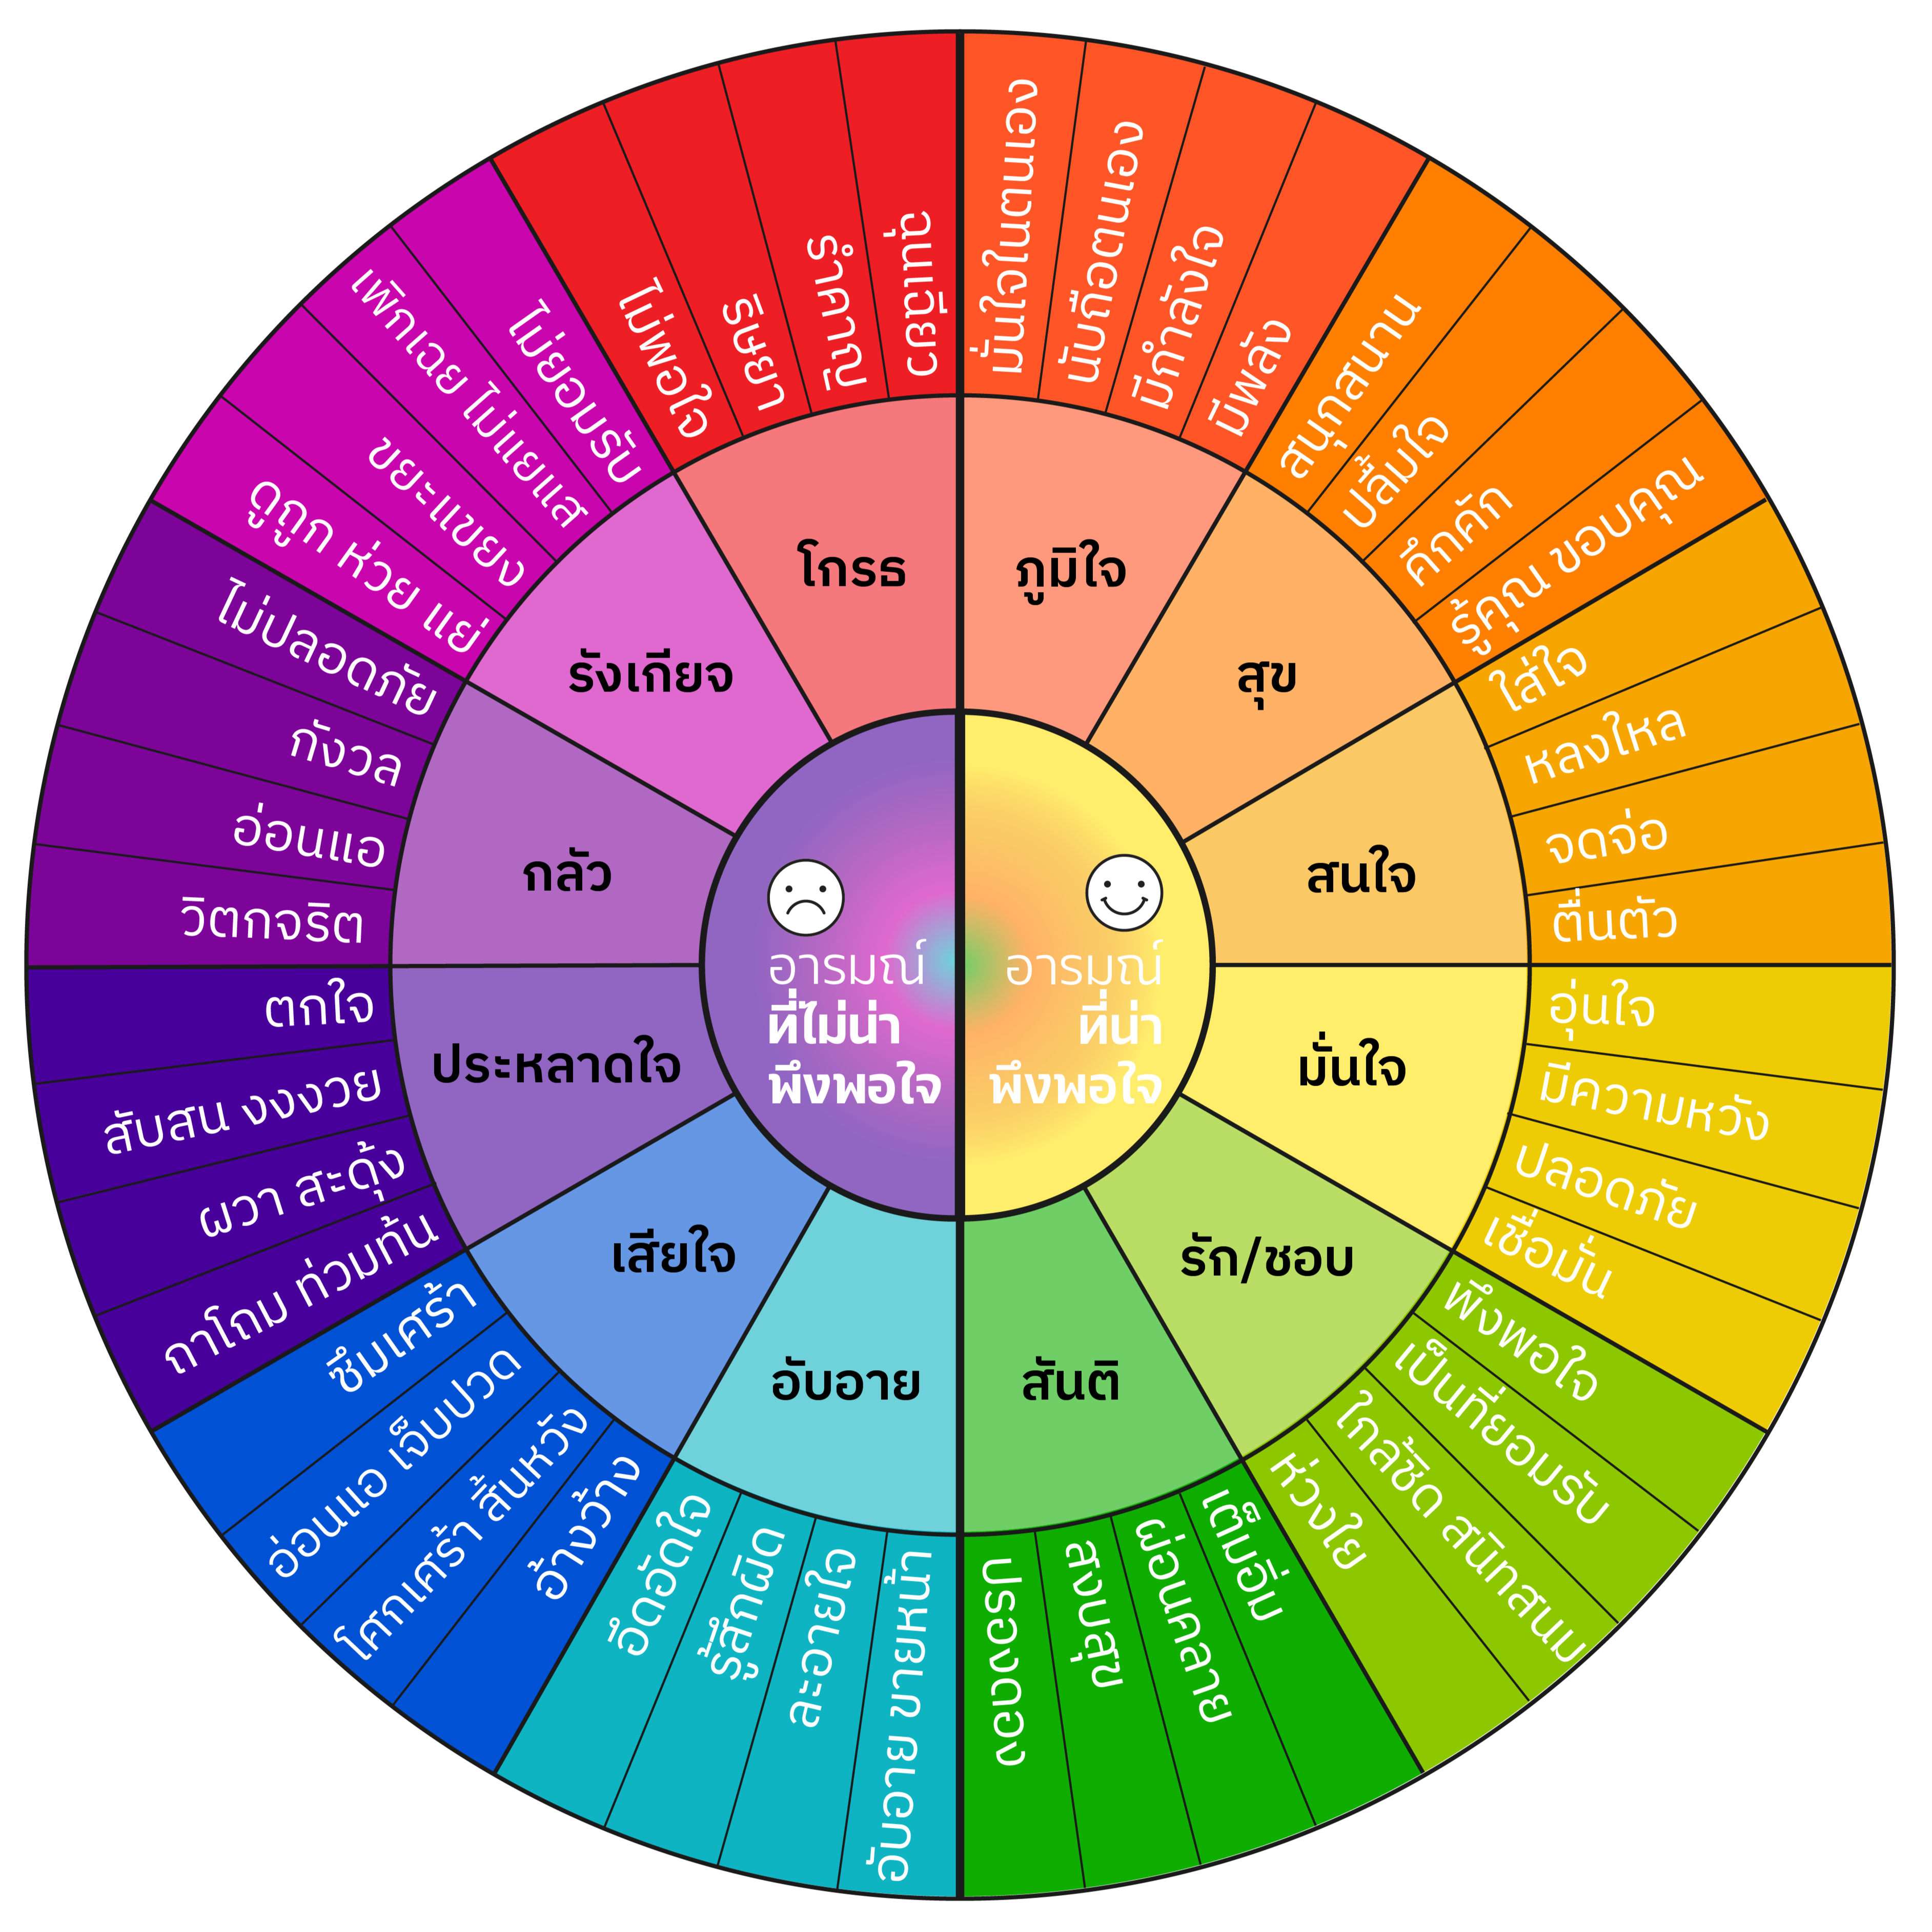 อารมณ์
ที่ไม่น่า
พึงพอใจ
อารมณ์
ที่น่า
พึงพอใจ
ภูมิใจ
มั่นใจในตนเอง
นับถือตนเอง
มีกำลังใจ
มีพลัง
สุข
สนุกสนาน
ปลื้มใจ
คึกคัก
รู้คุณ ขอบคุณ
สนใจ
ใส่ใจ
หลงใหล
จดจ่อ
ตื่นตัว
มั่นใจ
อุ่นใจ
มีความหวัง
ปลอดภัย
เชื่อมั่น
รัก/ชอบ
พึงพอใจ
เป็นที่ยอมรับ
ใกล้ชิด สนิทสนม
ห่วงใย
สันติ
เต็มอิ่ม
ผ่อนคลาย
สงบสุข
ปรองดอง
อับอาย
อับอาย ขายหน้า
ละอายใจ
รู้สึกผิด
อึดอัดใจ
เสียใจ
อ้างว้าง
โศกเศร้า สิ้นหวัง
อ่อนแอ เจ็บปวด
ซึมเศร้า
ประหลาดใจ
ถาโถม ท่วมท้น
ผวา สะดุ้ง
สับสน งงงวย
ตกใจ
กลัว
วิตกจริต
อ่อนแอ
กังวล
ไม่ปลอดภัย
รังเกียจ
ดูถูก ห่วย แย่
ขยะแขยง
เพิกเฉย ไม่แยแส
ไม่ยอมรับ
โกรธ
ไม่พอใจ
ริษยา
รำคาญ
ฉุนเฉียว